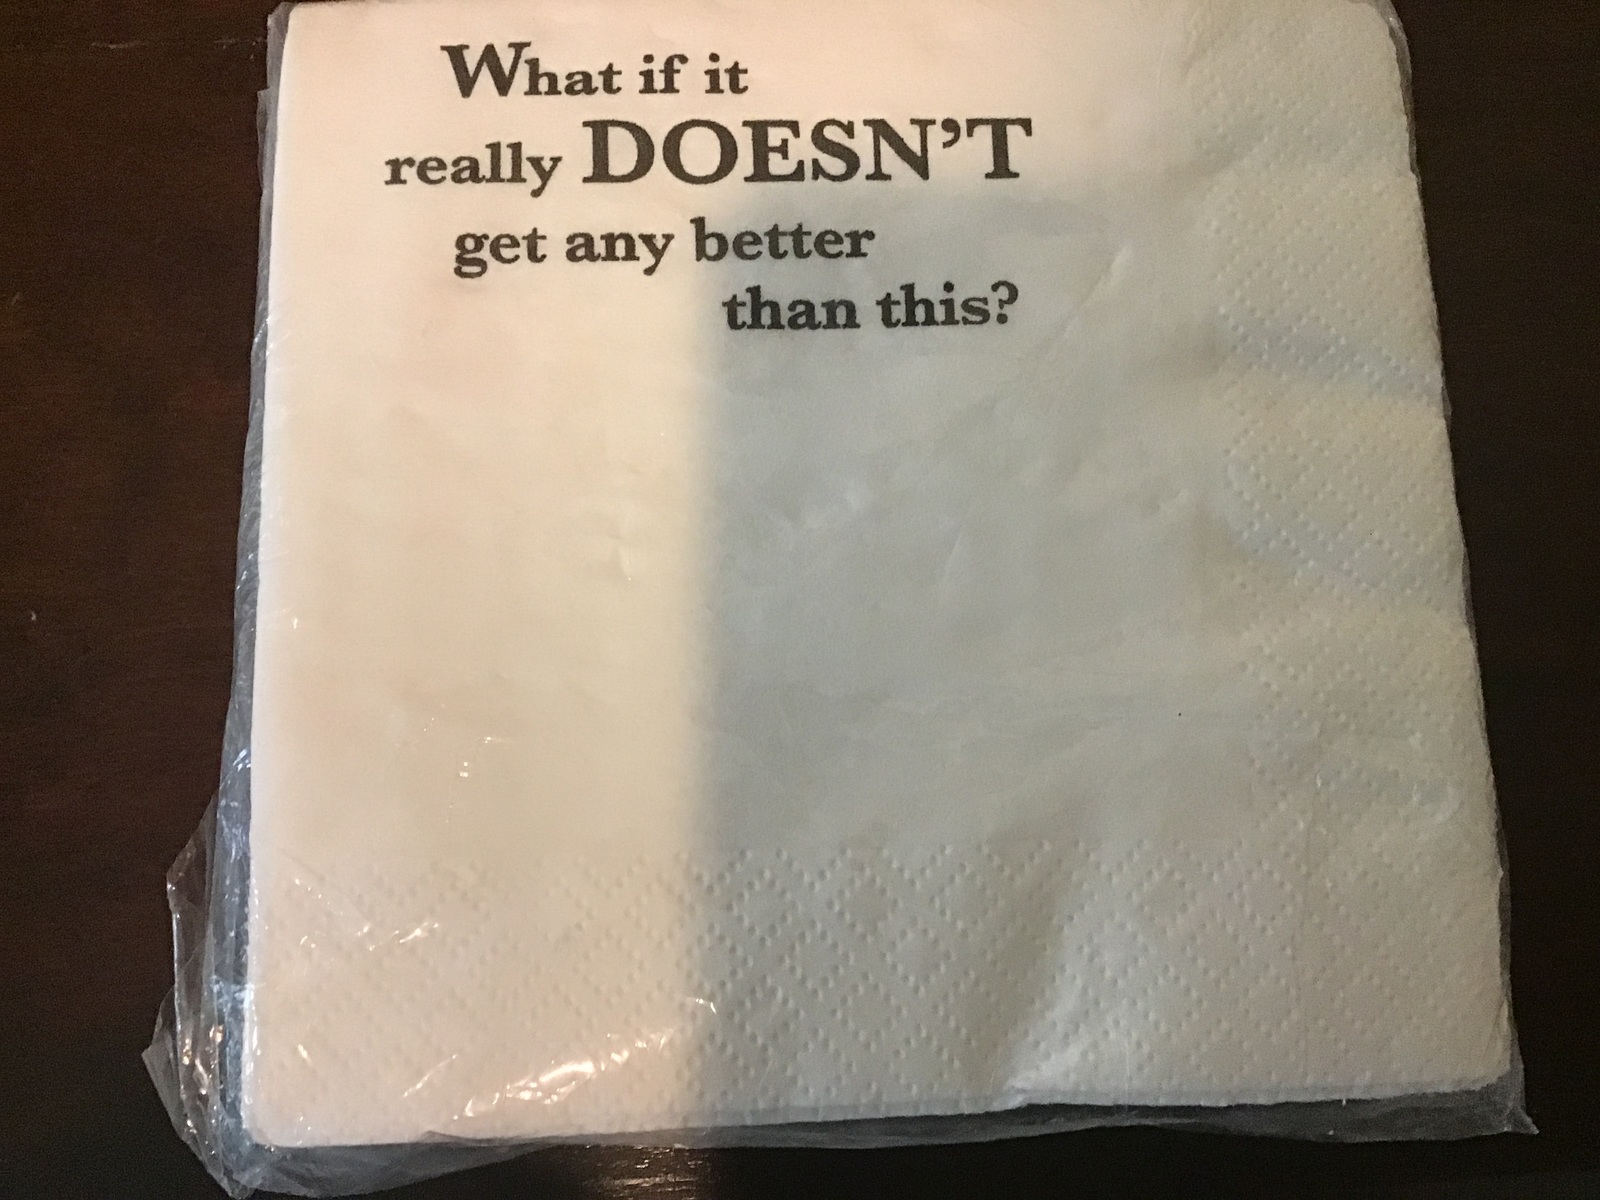 What if it
really DOESN'T
get any better
than this?